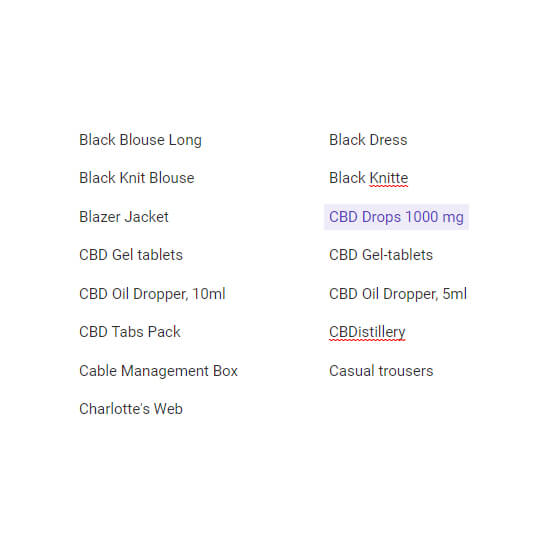 Black Blouse Long
Black Dress
Black Knit Blouse
Black Knitte
Blazer Jacket
CBD Drops 1000 mg
CBD Gel tablets
CBD Gel-tablets
CBD Oil Dropper, 10ml
CBD Oil Dropper, 5ml
CBD Tabs Pack
CBDistillery
Cable Management Box
Casual trousers
Charlotte's Web